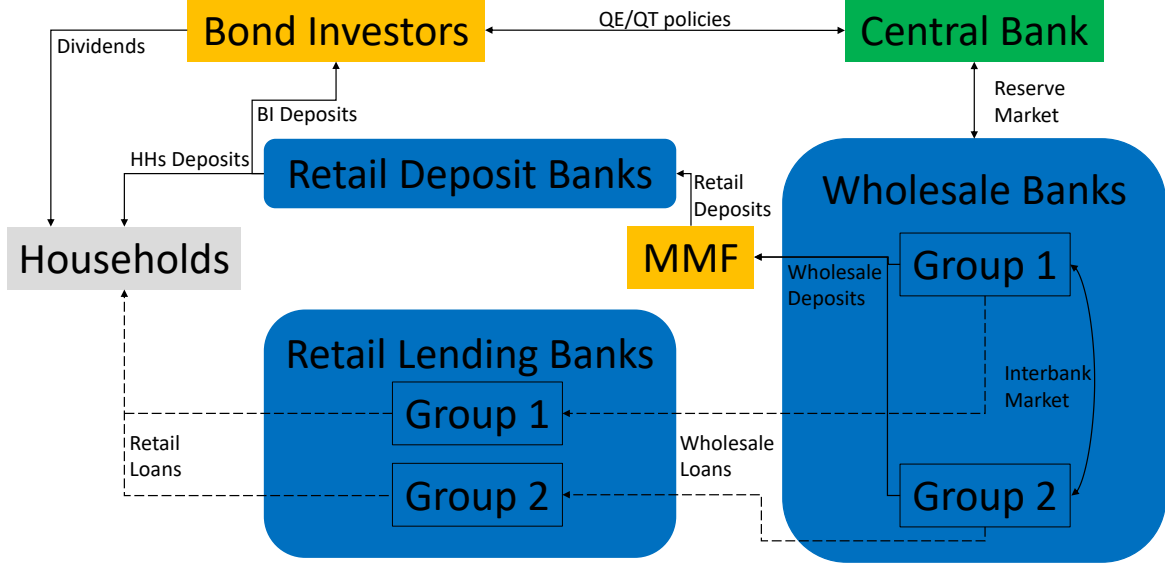 Bond Investors
QE/QT policies
Central Bank
Dividends
BI Deposits
Reserve
Market
HHs Deposits
Retail Deposit Banks
Retail
Deposits
Wholesale Banks
Households
MMF
Wholesale
Deposits
Group 1
Retail Lending Banks
Group 1
Interbank
Market
Retail
Loans
Wholesale
Loans
Group 2
Group 2